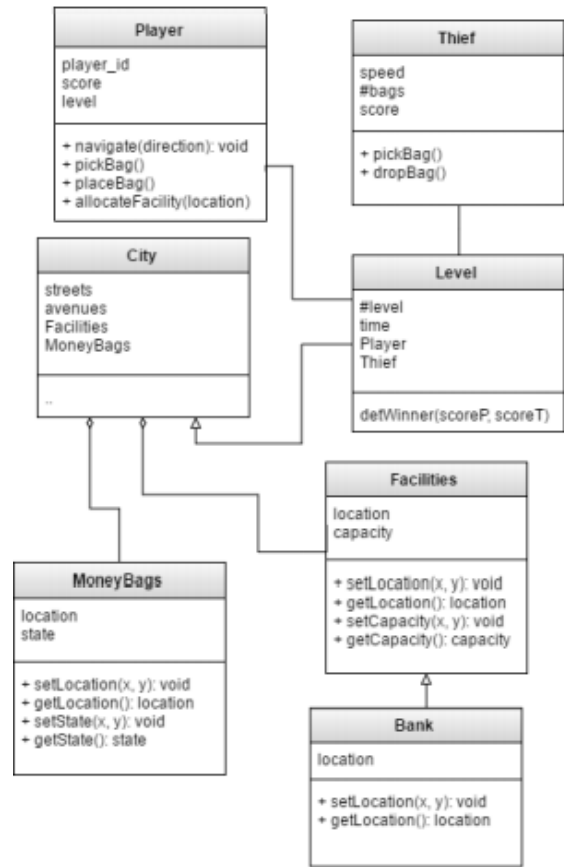 Player
player_id
score
level
+ navigate(direction): void
+ pickBag()
+ placeBag()
+ allocateFacility(location)
Thief
speed
#bags
score
+ pickBag()
+ dropBag()
City
streets
avenues
Facilities
MoneyBags
..
Level
#level
time
Player
Thief
detWinner(scoreP, scoreT)
Facilities
location
capacity
+ setLocation(x, y): void
+ getLocation(): location
+ setCapacity(x, y): void
+ getCapacity(): capacity
MoneyBags
location
state
+ setLocation(x, y): void
+ getLocation(): location
+ setState(x, y): void
+ getState(): state
Bank
location
+ setLocation(x, y): void
+ getLocation(): location